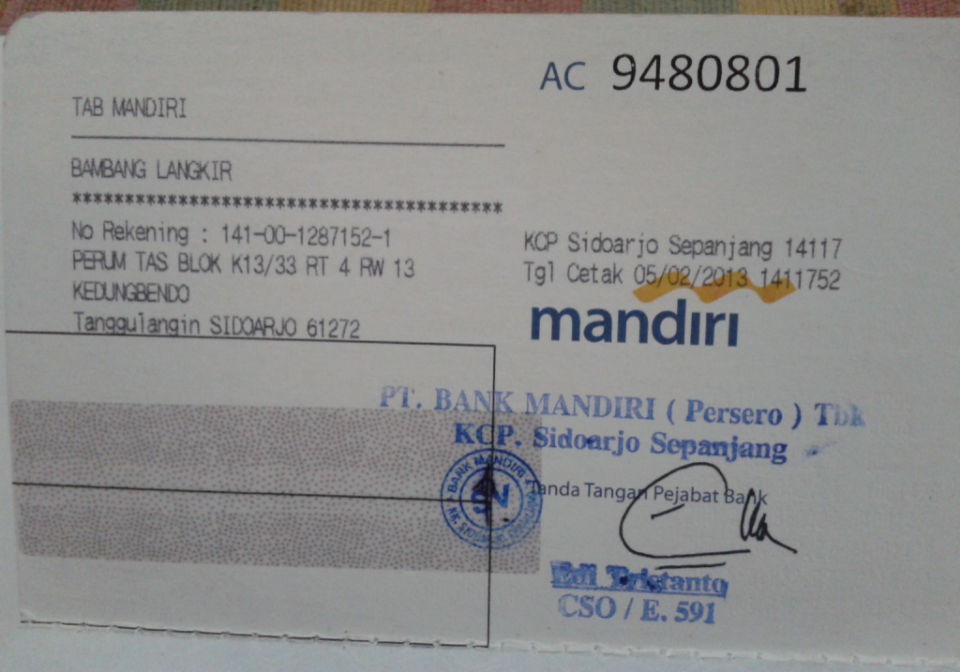 AC 9480801
TAB MANDIRI
BAMBANG LANGKIR
*****************************************
No Rekening : 141-00-1287152-1
PERUM TAS BLOK K13/33 RT 4 RW 13
KEDUNGBENDO
Tanggulangin SIDOARJO 61272
KCP Sidoarjo Sepanjang 14117
Tgl Cetak 05/02/2013 1411752
mandiri
PT. BANK MANDIRI ( Persero ) Tbk
KCP. Sidoarjo Sepanjang
BANK MANDIRI
Tanda Tangan Pejabat Bank
Edi Tristanto
CSO / E. 591